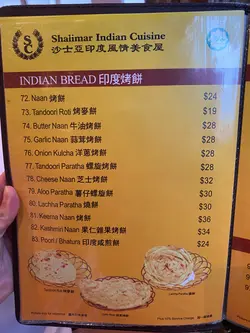 Shalimar Indian Cuisine
沙士亞印度風情美食屋
INDIAN BREAD 印度烤餅
72. Naan 烤餅 $24
73. Tandoori Roti 烤麥餅 $19
74. Butter Naan 牛油烤餅 $28
75. Garlic Naan 蒜茸烤餅 $28
76. Onion Kulcha 洋蔥烤餅 $28
77. Tandoori Paratha 螺旋烤餅 $28
78. Cheese Naan 芝士烤餅 $32
79. Aloo Paratha 薯仔螺旋餅 $30
80. Lachha Paratha 燒餅 $30
81. Keema Naan 烤餅 $36
82. Kashmiri Naan 果仁雜果烤餅 $34
83. Poori / Bhatura 印度炸煎餅 $24